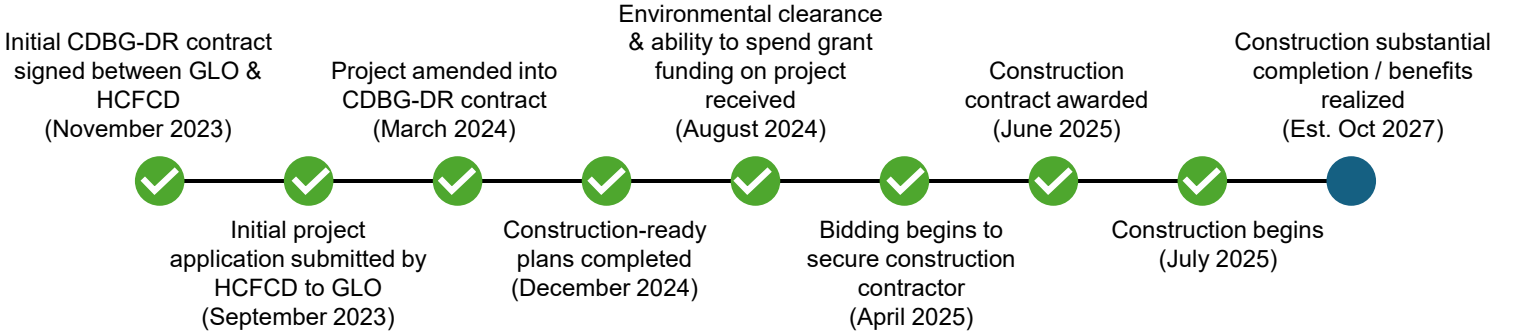 Initial CDBG-DR contract
signed between GLO &
HCFCD
(November 2023)
Initial project
application submitted by
HCFCD to GLO
(September 2023)
Project amended into
CDBG-DR contract
(March 2024)
Construction-ready
plans completed
(December 2024)
Environmental clearance
& ability to spend grant
funding on project
received
(August 2024)
Bidding begins to
secure construction
contractor
(April 2025)
Construction
contract awarded
(June 2025)
Construction begins
(July 2025)
Construction substantial
completion / benefits
realized
(Est. Oct 2027)